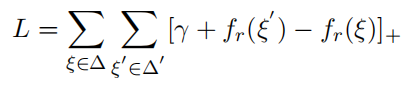 L = ∑_{ξ∈Δ} ∑_{ξ′∈Δ′} [γ + f_r(ξ′) − f_r(ξ)]_+